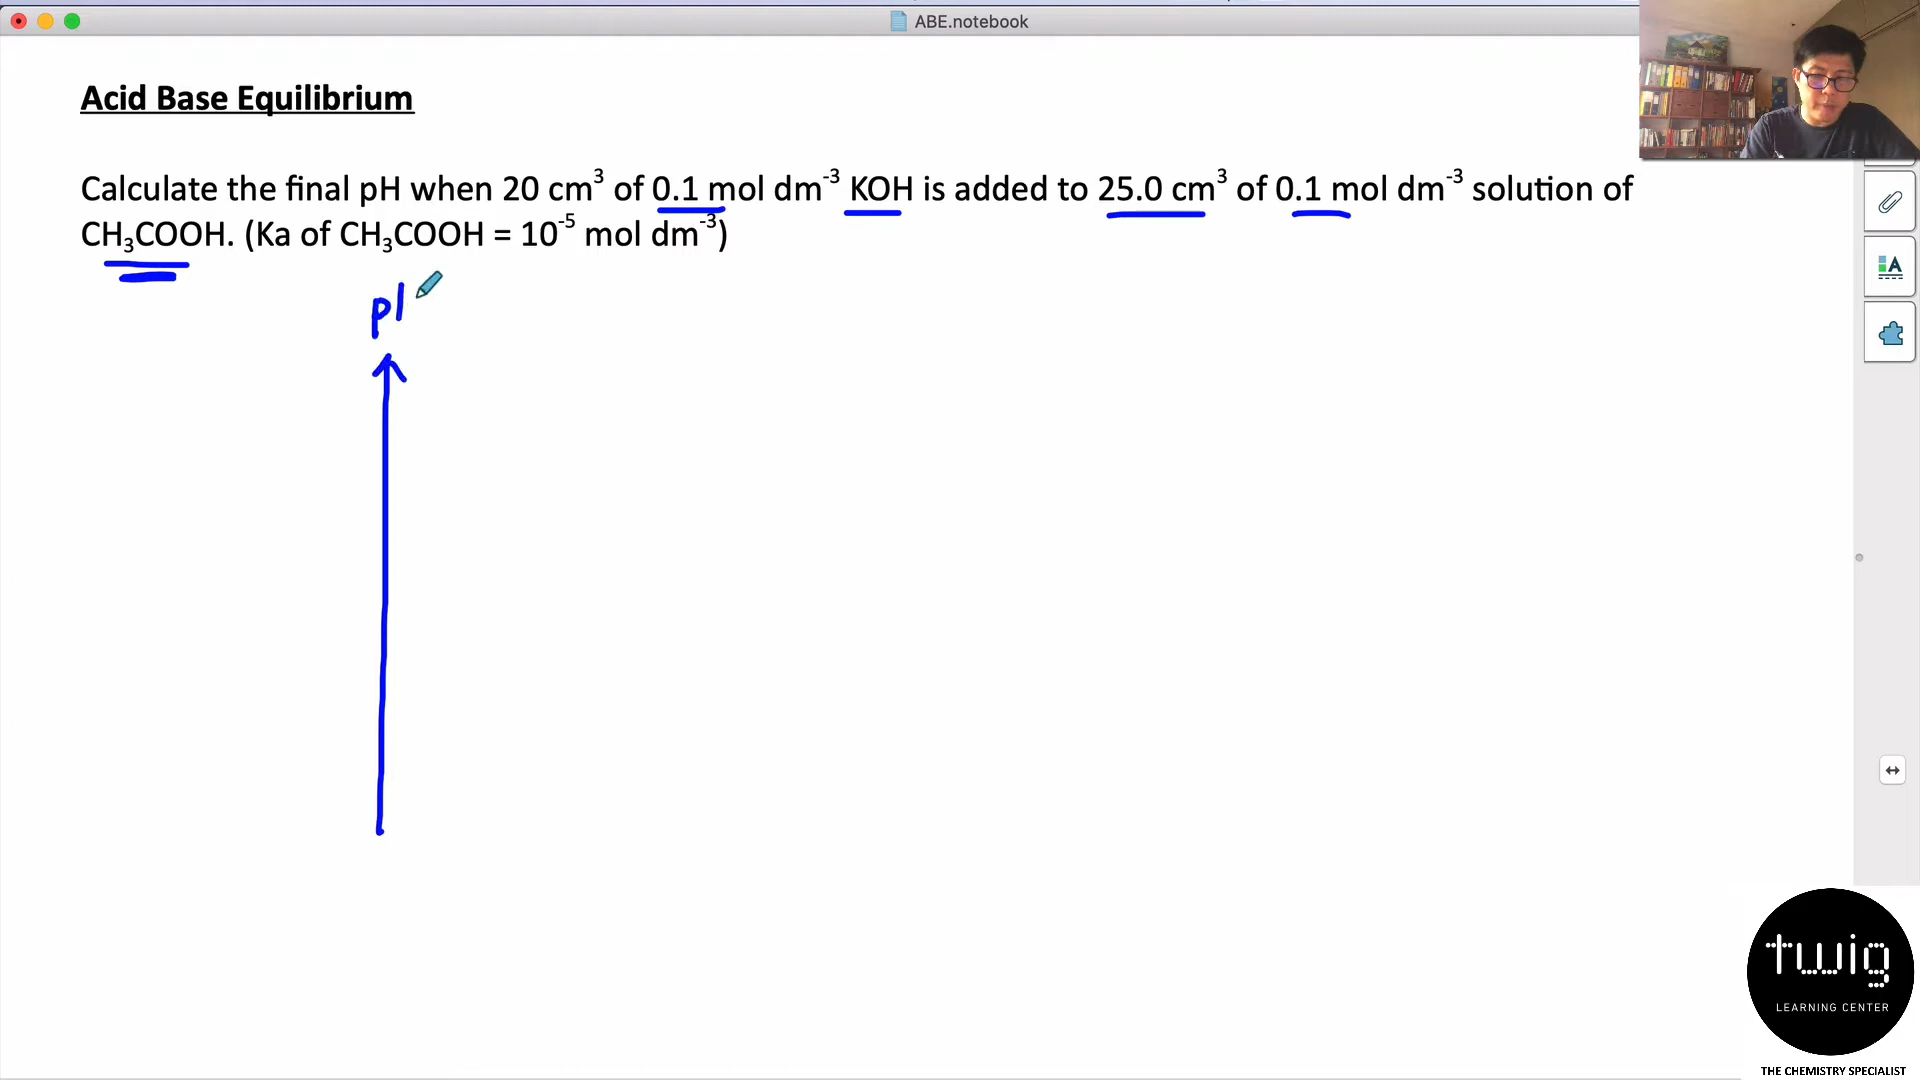 ABE.notebook
Acid Base Equilibrium
Calculate the final pH when 20 cm³ of 0.1 mol dm⁻³ KOH is added to 25.0 cm³ of 0.1 mol dm⁻³ solution of
CH₃COOH. (Ka of CH₃COOH = 10⁻⁵ mol dm⁻³)
pl
A
twig
LEARNING CENTER
THE CHEMISTRY SPECIALIST